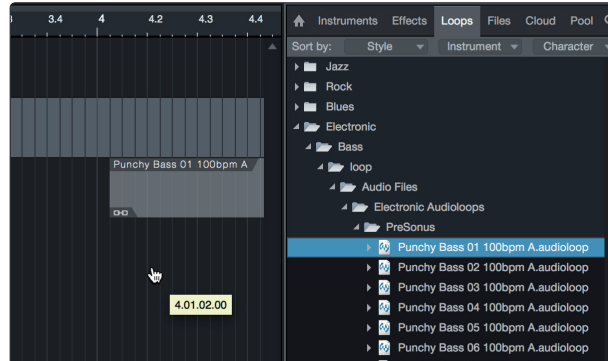 3.4 4 4.2 4.3 4.4
Instruments Effects Loops Files Cloud Pool
Sort by: Style Instrument Character
Jazz
Rock
Blues
Electronic
Bass
loop
Audio Files
Electronic Audioloops
PreSonus
Punchy Bass 01 100bpm A
Punchy Bass 01 100bpm A.audioloop
Punchy Bass 02 100bpm A.audioloop
Punchy Bass 03 100bpm A.audioloop
4.01.02.00
Punchy Bass 04 100bpm A.audioloop
Punchy Bass 05 100bpm A.audioloop
Punchy Bass 06 100bpm A.audioloop